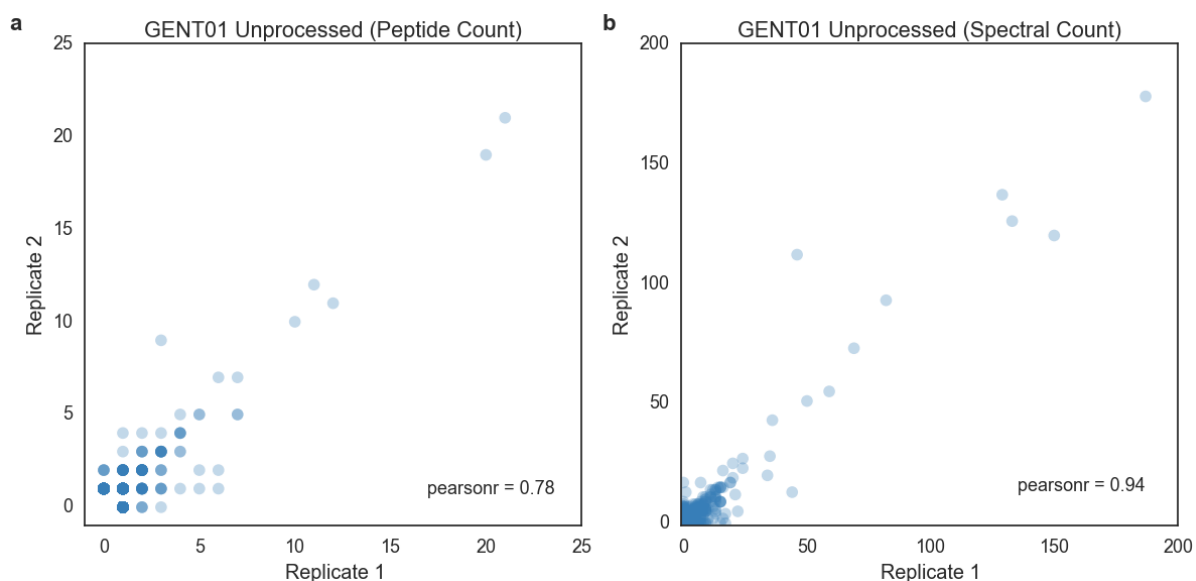 a
GENT01 Unprocessed (Peptide Count)
25
20
15
10
5
0
Replicate 2
pearsonr = 0.78
0 5 10 15 20 25
Replicate 1
b
GENT01 Unprocessed (Spectral Count)
200
150
100
50
0
Replicate 2
pearsonr = 0.94
0 50 100 150 200
Replicate 1